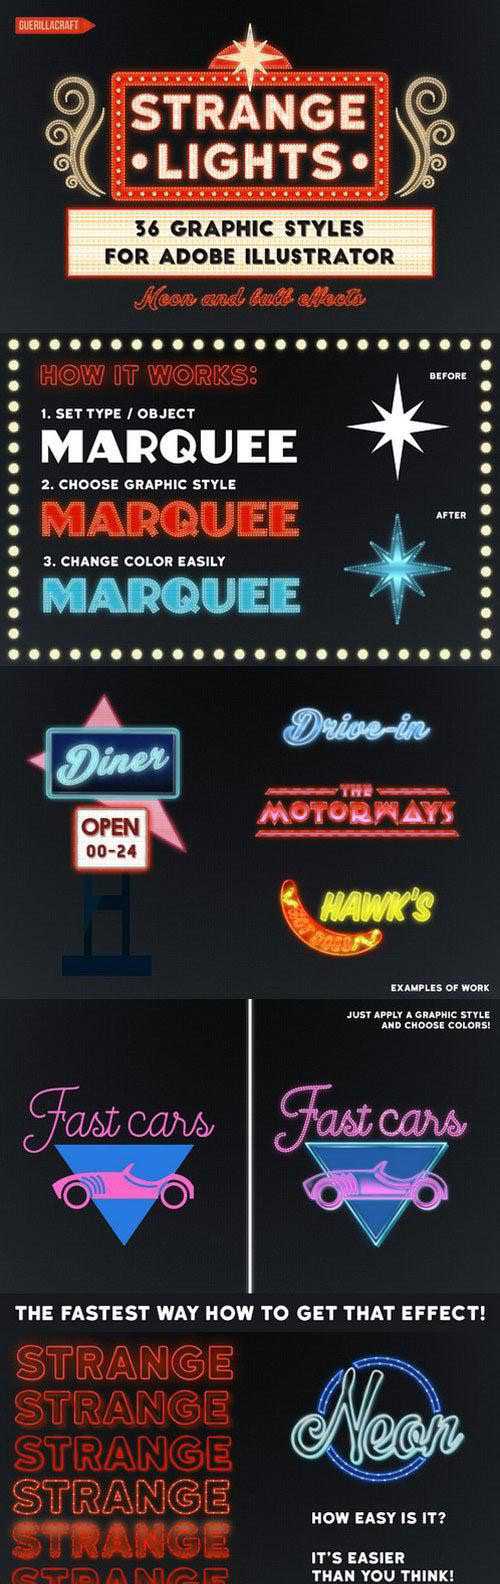 GUERILLACRAFT
STRANGE
•LIGHTS•
36 GRAPHIC STYLES
FOR ADOBE ILLUSTRATOR
Neon and bulb effects
HOW IT WORKS:
BEFORE
1. SET TYPE / OBJECT
MARQUEE
2. CHOOSE GRAPHIC STYLE
MARQUEE
AFTER
3. CHANGE COLOR EASILY
MARQUEE
Diner
OPEN
00-24
Drive-in
THE
MOTORWAYS
HAWK'S
HOT DOGS
EXAMPLES OF WORK
JUST APPLY A GRAPHIC STYLE
AND CHOOSE COLORS!
Fast cars
Fast cars
THE FASTEST WAY HOW TO GET THAT EFFECT!
STRANGE
STRANGE
STRANGE
STRANGE
STRANGE
STRANGE
Neon
HOW EASY IS IT?
IT'S EASIER
THAN YOU THINK!